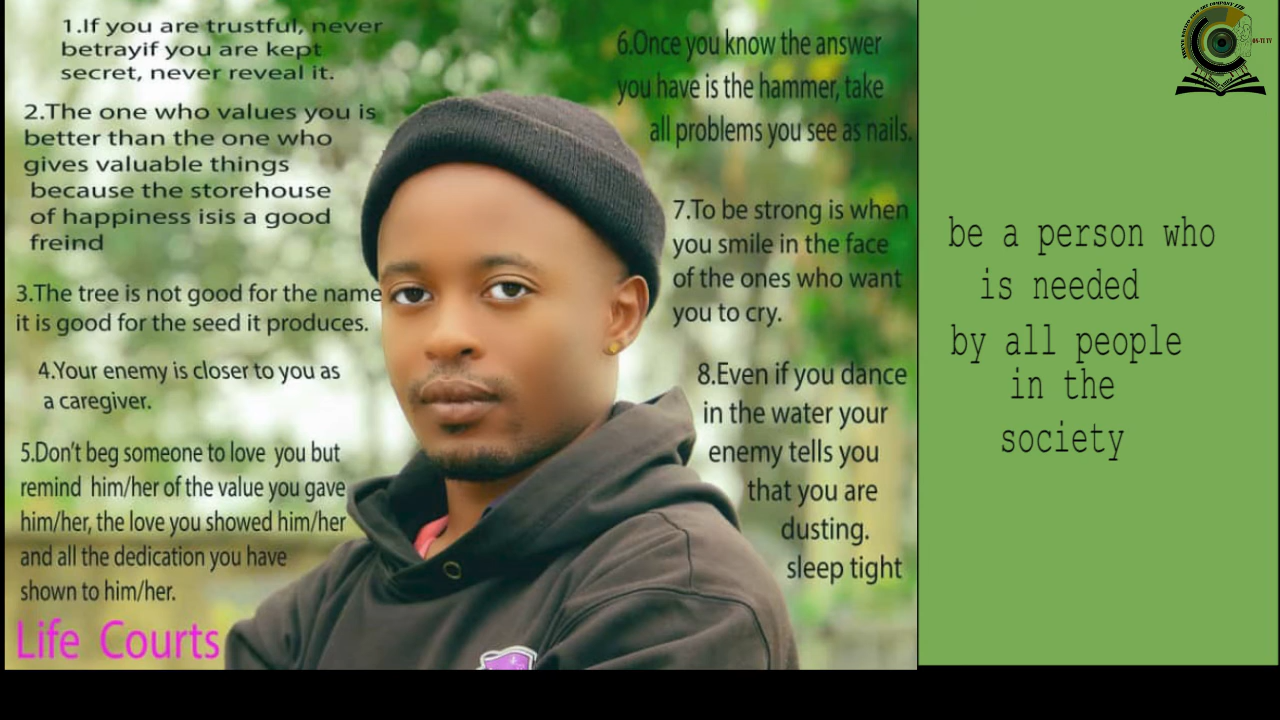 1.If you are trustful, never
betrayif you are kept
secret, never reveal it.
2.The one who values you is
better than the one who
gives valuable things
because the storehouse
of happiness isis a good
freind
3.The tree is not good for the name
it is good for the seed it produces.
4.Your enemy is closer to you as
a caregiver.
5.Don't beg someone to love you but
remind him/her of the value you gave
him/her, the love you showed him/her
and all the dedication you have
shown to him/her.
Life Courts
6.Once you know the answer
you have is the hammer, take
all problems you see as nails.
7.To be strong is when
you smile in the face
of the ones who want
you to cry.
8.Even if you dance
in the water your
enemy tells you
that you are
dusting.
sleep tight
be a person who
is needed
by all people
in the
society